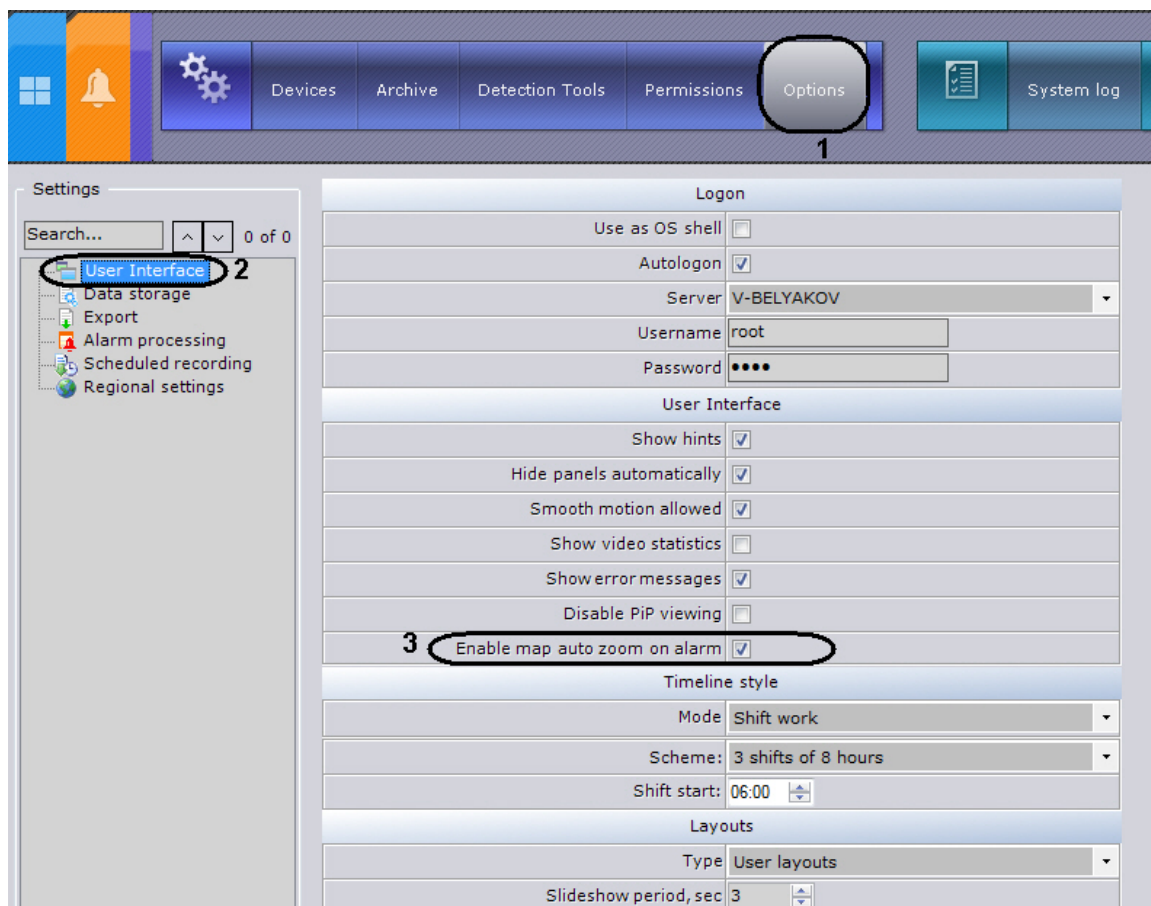 Devices Archive Detection Tools Permissions Options System log
1
Settings
Search... 0 of 0
User Interface 2
Data storage
Export
Alarm processing
Scheduled recording
Regional settings
Logon
Use as OS shell
Autologon
Server V-BELYAKOV
Username root
Password ••••
User Interface
Show hints
Hide panels automatically
Smooth motion allowed
Show video statistics
Show error messages
Disable PiP viewing
3 Enable map auto zoom on alarm
Timeline style
Mode Shift work
Scheme: 3 shifts of 8 hours
Shift start: 06:00
Layouts
Type User layouts
Slideshow period, sec 3